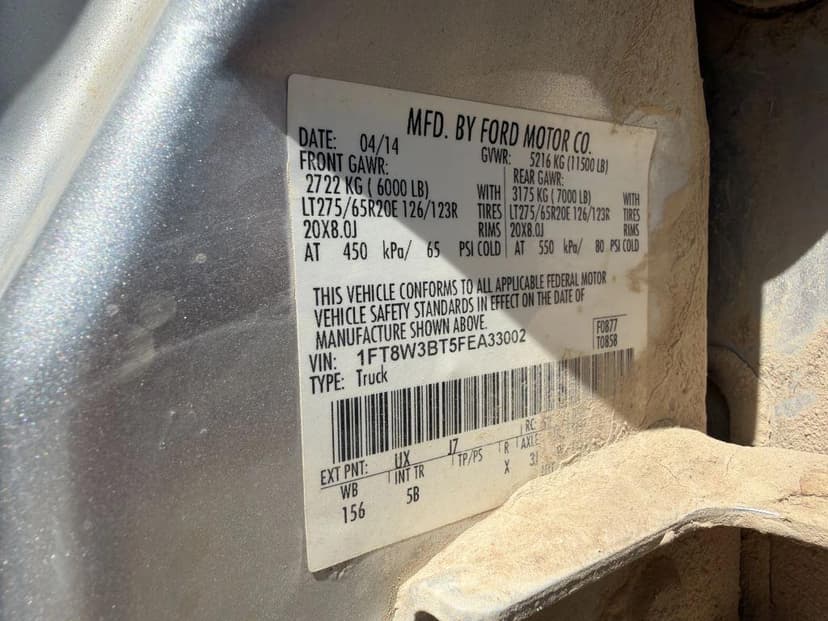 MFD. BY FORD MOTOR CO.
DATE: 04/14 GVWR: 5216 KG (11500 LB)
FRONT GAWR: REAR GAWR:
2722 KG ( 6000 LB) WITH 3175 KG ( 7000 LB) WITH
LT275/65R20E 126/123R TIRES LT275/65R20E 126/123R TIRES
20X8.0J RIMS 20X8.0J RIMS
AT 450 kPa/ 65 PSI COLD AT 550 kPa/ 80 PSI COLD
THIS VEHICLE CONFORMS TO ALL APPLICABLE FEDERAL MOTOR
VEHICLE SAFETY STANDARDS IN EFFECT ON THE DATE OF
MANUFACTURE SHOWN ABOVE.
VIN: 1FT8W3BT5FEA33002 F0877
TYPE: Truck T0858
EXT PNT: UX J7 RC:
WB INT TR TP/PS R AXLE
156 5B X